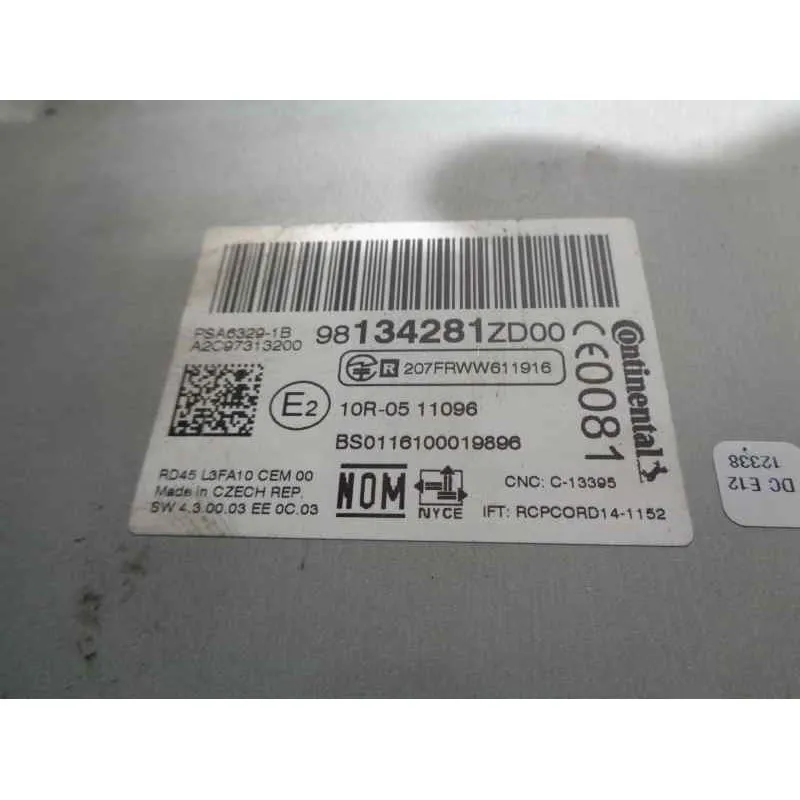 PSA6329-1B
A2C97313200
98134281ZD00
R 207FRWW611916
CE0081
Continental
E2
10R-05 11096
BS0116100019896
RD45 L3FA10 CEM 00
Made in CZECH REP.
SW 4.3.00.03 EE 0C.03
NOM
NYCE
CNC: C-13395
IFT: RCPCORD14-1152
DC E12
12338